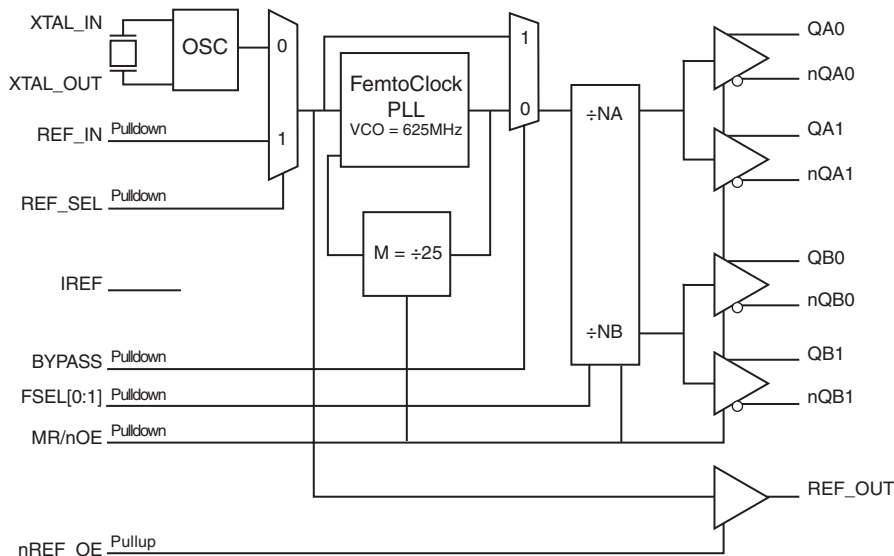 XTAL_IN
OSC
XTAL_OUT
0
1
REF_IN Pulldown
REF_SEL Pulldown
FemtoClock
PLL
VCO = 625MHz
1
0
M = ÷25
÷NA
÷NB
IREF
BYPASS Pulldown
FSEL[0:1] Pulldown
MR/nOE Pulldown
nREF_OE Pullup
QA0
nQA0
QA1
nQA1
QB0
nQB0
QB1
nQB1
REF_OUT